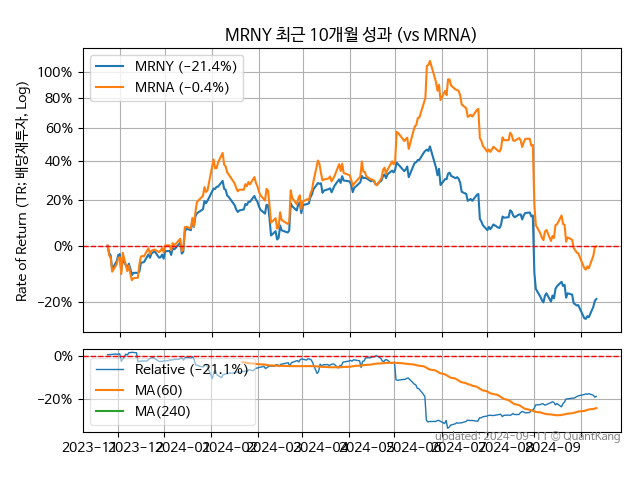 MRNY 최근 10개월 성과 (vs MRNA)
Rate of Return (TR: 배당재투자, Log)
100%
80%
60%
40%
20%
0%
−20%
MRNY (−21.4%)
MRNA (−0.4%)
0%
−20%
Relative (−21.1%)
MA(60)
MA(240)
2023-11
2023-12
2024-01
2024-02
2024-03
2024-04
2024-05
2024-06
2024-07
2024-08
2024-09
updated: 2024-09-11 © QuantKang